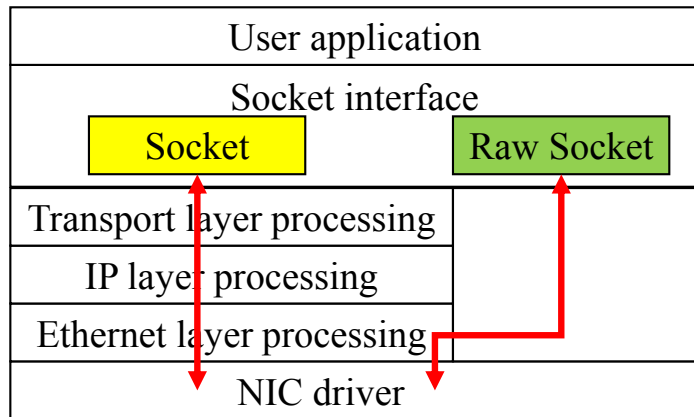 User application
Socket interface
Socket
Raw Socket
Transport layer processing
IP layer processing
Ethernet layer processing
NIC driver